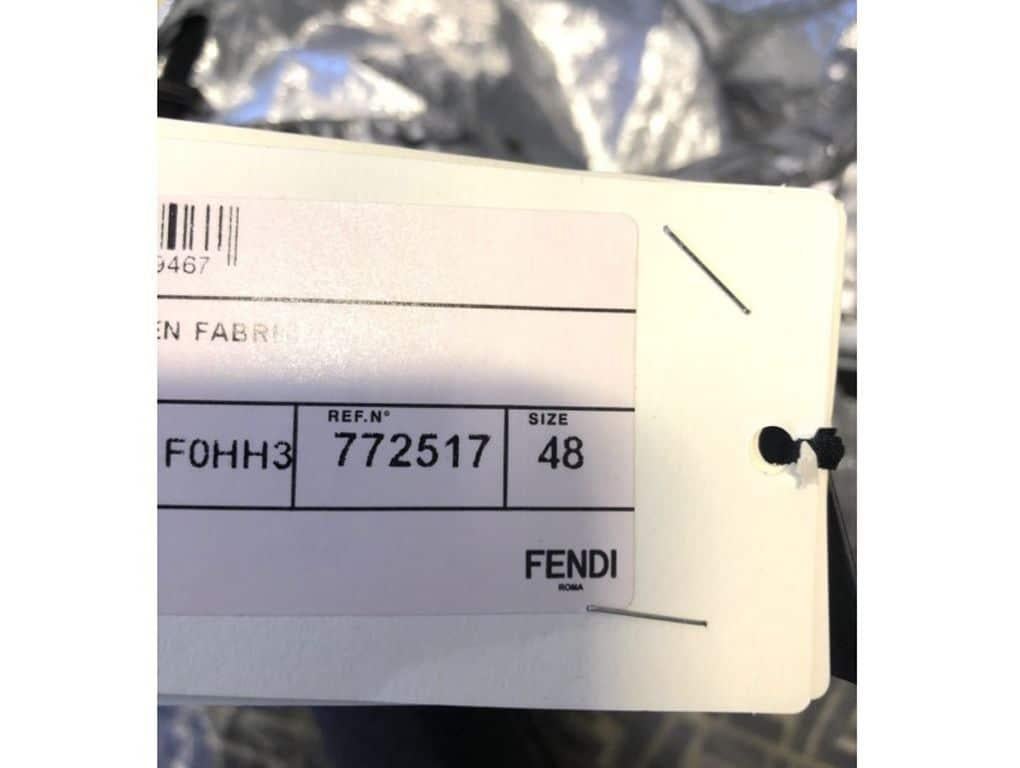 9467
EN FABRI
F0HH3
REF.N°
772517
SIZE
48
FENDI
ROMA